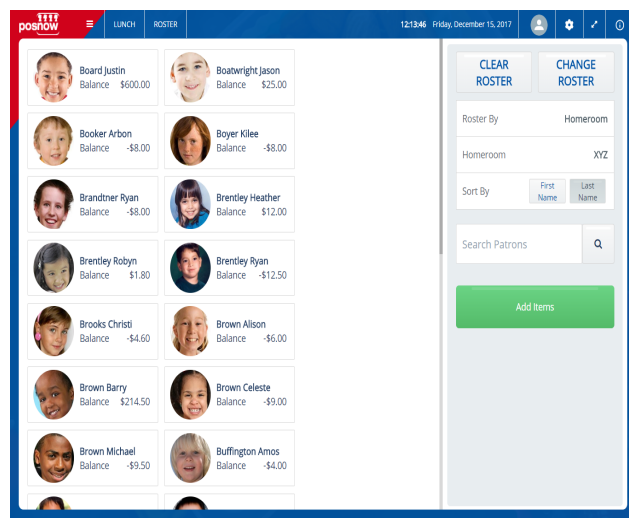 posnow
LUNCH
ROSTER
12:13:46 Friday, December 15, 2017
Board Justin
Balance $600.00
Boatwright Jason
Balance $25.00
Booker Arbon
Balance -$8.00
Boyer Kilee
Balance -$8.00
Brandtner Ryan
Balance -$8.00
Brentley Heather
Balance $12.00
Brentley Robyn
Balance $1.80
Brentley Ryan
Balance -$12.50
Brooks Christi
Balance -$4.60
Brown Alison
Balance -$6.00
Brown Barry
Balance $214.50
Brown Celeste
Balance -$9.00
Brown Michael
Balance -$9.50
Buffington Amos
Balance -$4.00
CLEAR
ROSTER
CHANGE
ROSTER
Roster By Homeroom
Homeroom XYZ
Sort By
First
Name
Last
Name
Search Patrons
Add Items